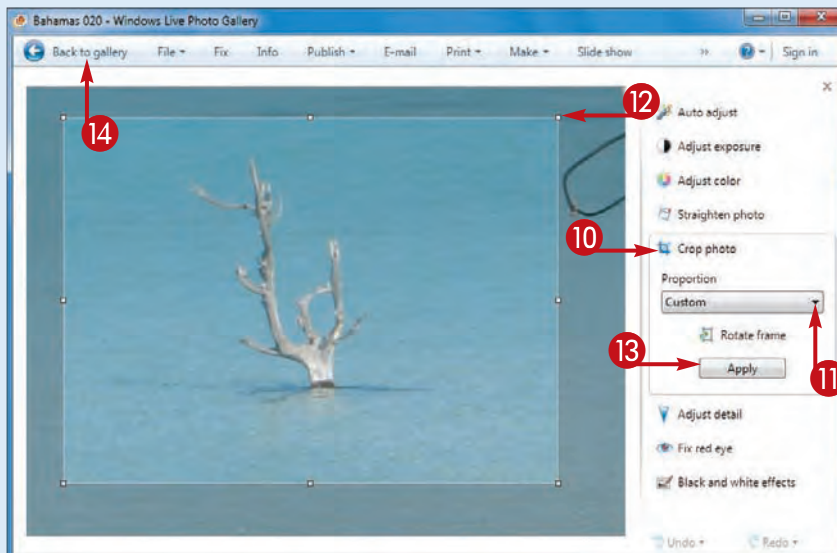 Bahamas 020 - Windows Live Photo Gallery
Back to gallery File Fix Info Publish E-mail Print Make Slide show » Sign in
14
12
Auto adjust
Adjust exposure
Adjust color
Straighten photo
10
Crop photo
Proportion
Custom
11
Rotate frame
13
Apply
Adjust detail
Fix red eye
Black and white effects
Undo Redo